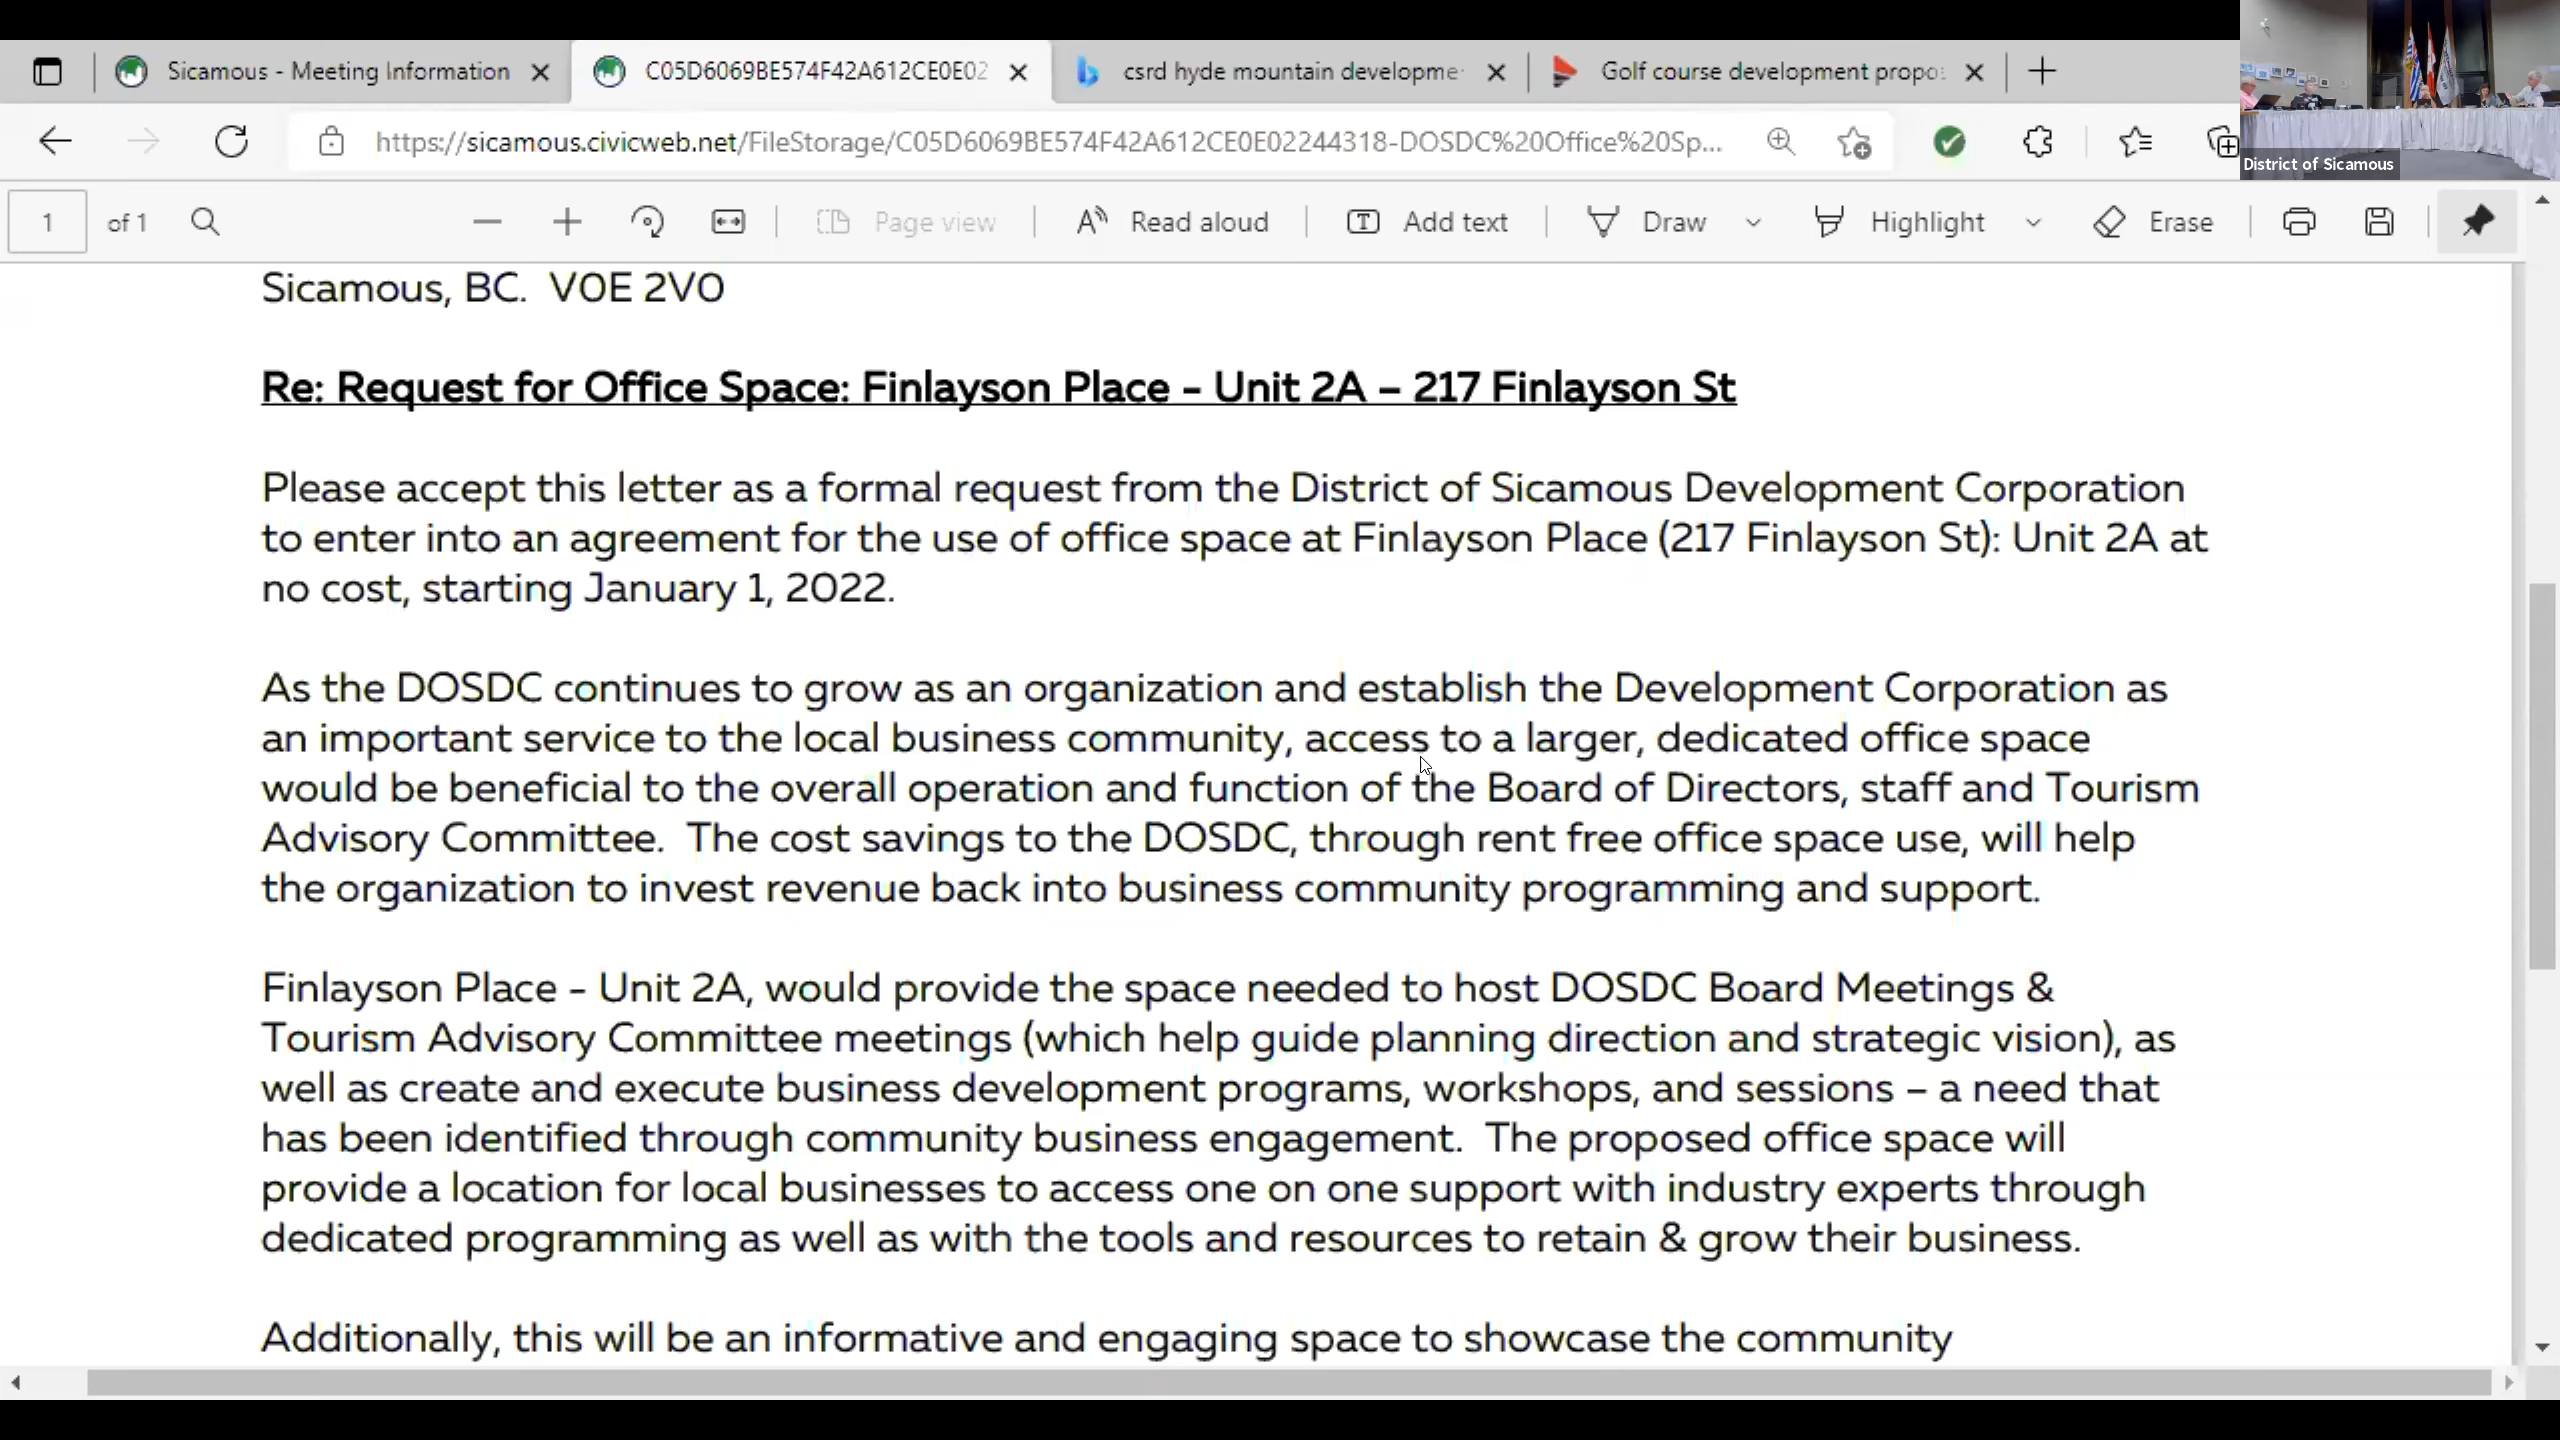 Sicamous - Meeting Information
C05D6069BE574F42A612CE0E02
csrd hyde mountain developme
Golf course development propo
https://sicamous.civicweb.net/FileStorage/C05D6069BE574F42A612CE0E02244318-DOSDC%20Office%20Sp...
District of Sicamous
1 of 1
Page view
Read aloud
Add text
Draw
Highlight
Erase
Sicamous, BC.  V0E 2V0
Re: Request for Office Space: Finlayson Place - Unit 2A – 217 Finlayson St
Please accept this letter as a formal request from the District of Sicamous Development Corporation
to enter into an agreement for the use of office space at Finlayson Place (217 Finlayson St): Unit 2A at
no cost, starting January 1, 2022.
As the DOSDC continues to grow as an organization and establish the Development Corporation as
an important service to the local business community, access to a larger, dedicated office space
would be beneficial to the overall operation and function of the Board of Directors, staff and Tourism
Advisory Committee.  The cost savings to the DOSDC, through rent free office space use, will help
the organization to invest revenue back into business community programming and support.
Finlayson Place - Unit 2A, would provide the space needed to host DOSDC Board Meetings &
Tourism Advisory Committee meetings (which help guide planning direction and strategic vision), as
well as create and execute business development programs, workshops, and sessions – a need that
has been identified through community business engagement.  The proposed office space will
provide a location for local businesses to access one on one support with industry experts through
dedicated programming as well as with the tools and resources to retain & grow their business.
Additionally, this will be an informative and engaging space to showcase the community